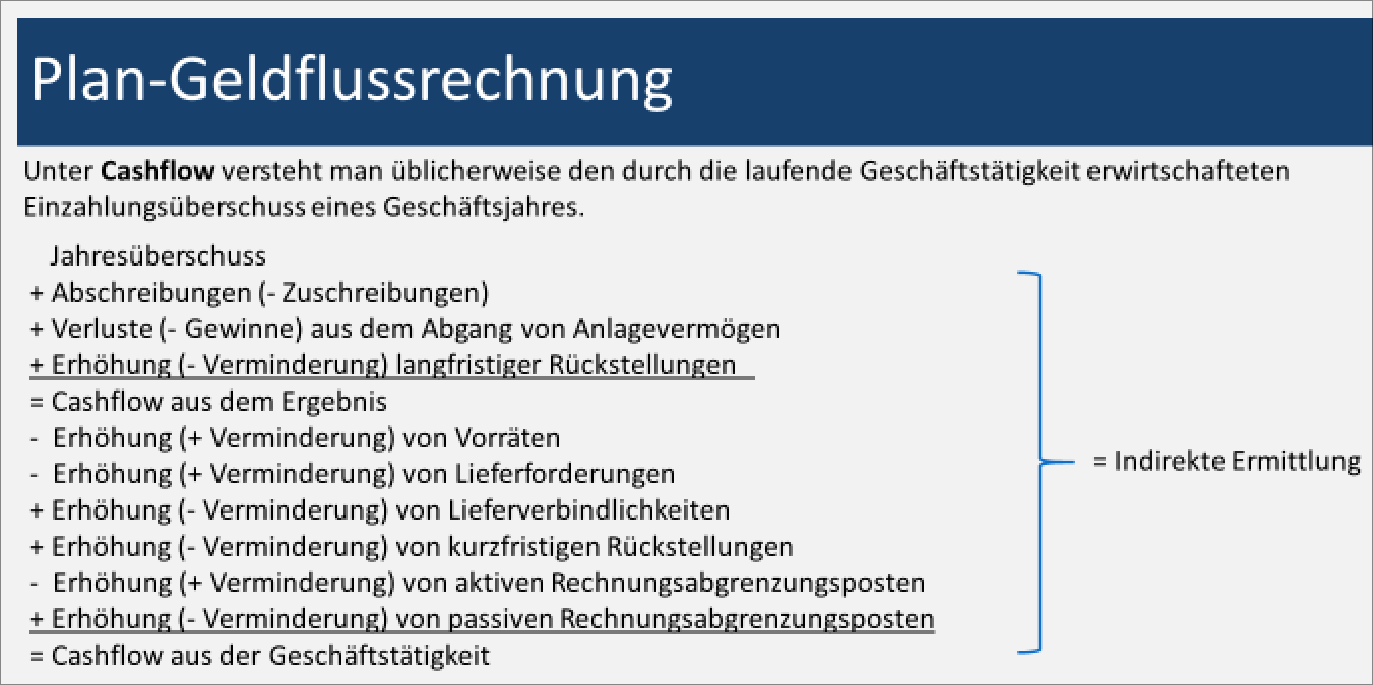 Plan-Geldflussrechnung
Unter Cashflow versteht man üblicherweise den durch die laufende Geschäftstätigkeit erwirtschafteten
Einzahlungsüberschuss eines Geschäftsjahres.
Jahresüberschuss
+ Abschreibungen (- Zuschreibungen)
+ Verluste (- Gewinne) aus dem Abgang von Anlagevermögen
+ Erhöhung (- Verminderung) langfristiger Rückstellungen
= Cashflow aus dem Ergebnis
- Erhöhung (+ Verminderung) von Vorräten
- Erhöhung (+ Verminderung) von Lieferforderungen
= Indirekte Ermittlung
+ Erhöhung (- Verminderung) von Lieferverbindlichkeiten
+ Erhöhung (- Verminderung) von kurzfristigen Rückstellungen
- Erhöhung (+ Verminderung) von aktiven Rechnungsabgrenzungsposten
+ Erhöhung (- Verminderung) von passiven Rechnungsabgrenzungsposten
= Cashflow aus der Geschäftstätigkeit